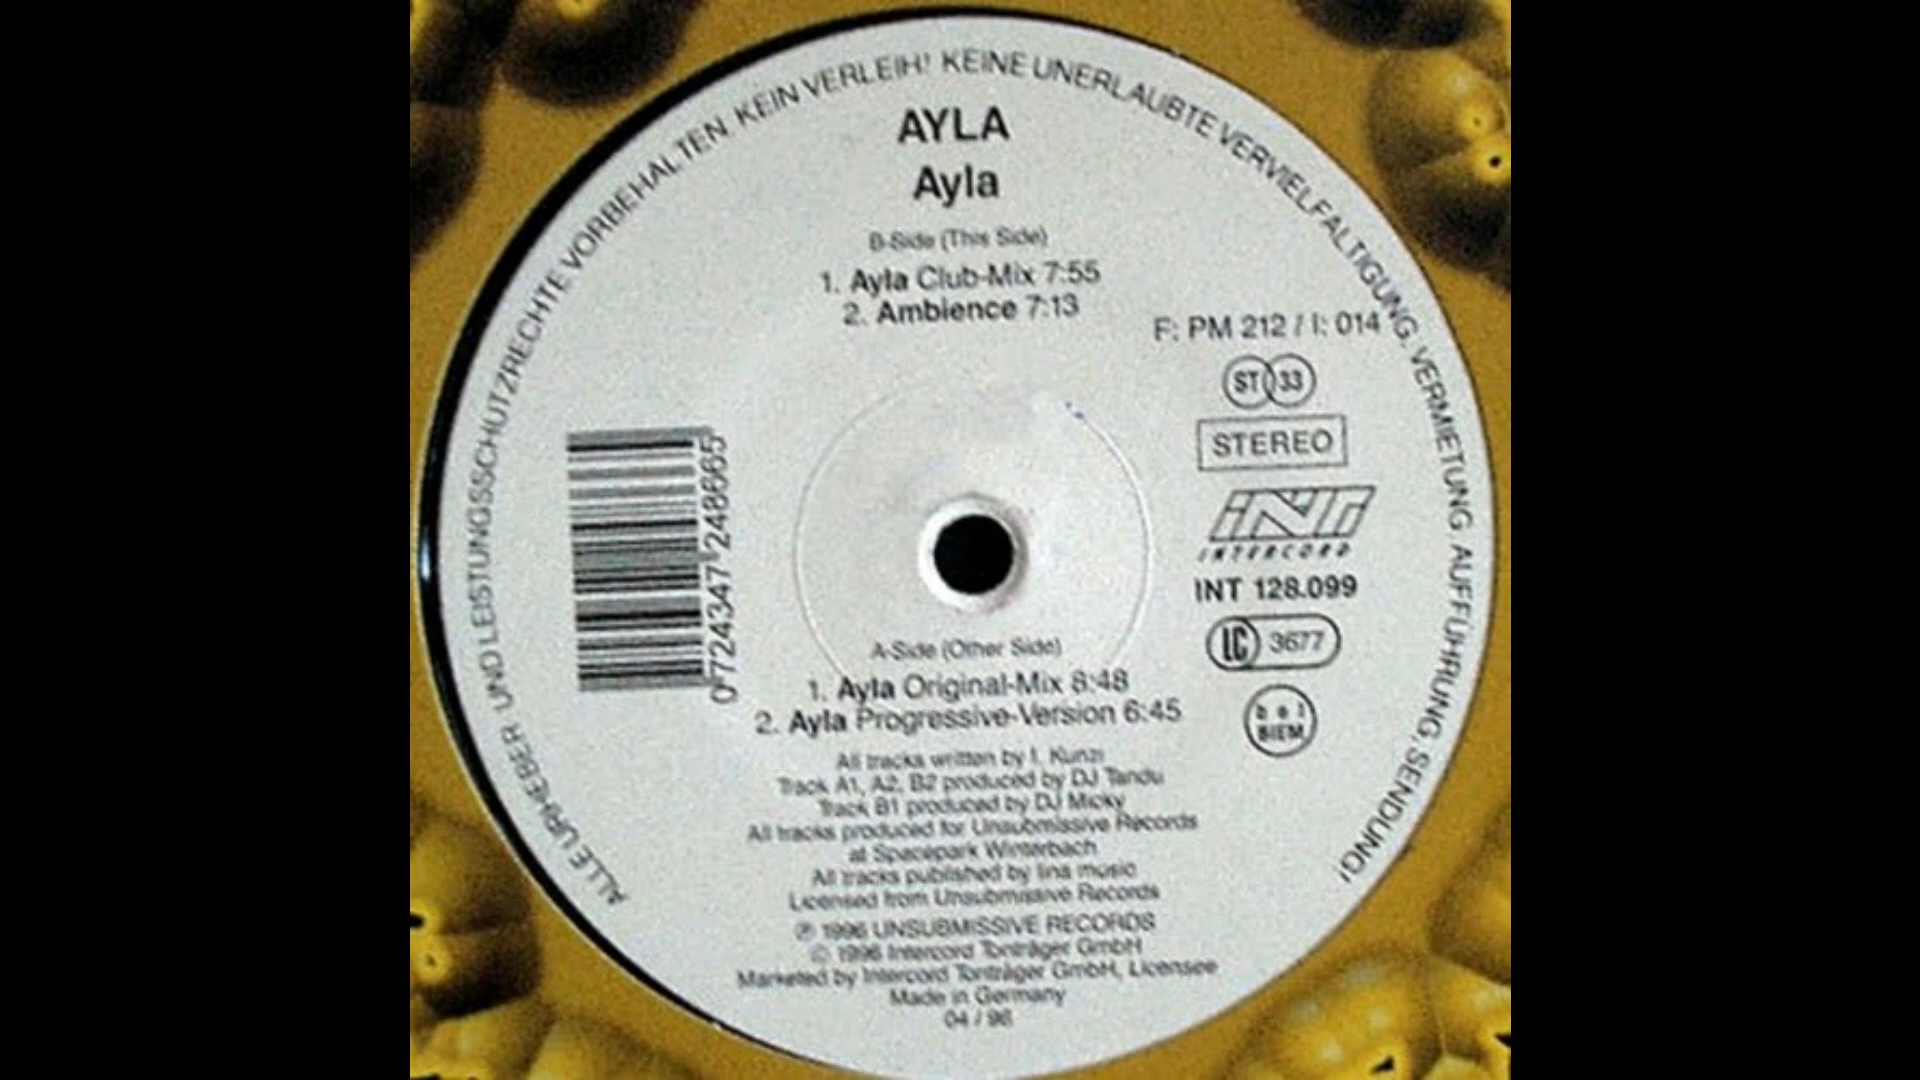 ALLE URHEBER UND LEISTUNGSSCHUTZRECHTE VORBEHALTEN. KEIN VERLEIH! KEINE UNERLAUBTE VERVIELFÄLTIGUNG, VERMIETUNG, AUFFÜHRUNG, SENDUNG!
AYLA
Ayla
B-Side (This Side)
1. Ayla Club-Mix 7:55
2. Ambience 7:13
F: PM 212 / I: 014
ST 33
STEREO
INT
INTERCORD
INT 128.099
LC 3677
bel
BIEM
0 724347 248665
A-Side (Other Side)
1. Ayla Original-Mix 8:48
2. Ayla Progressive-Version 6:45
All tracks written by I. Kunzi
Track A1, A2, B2 produced by DJ Tandu
Track B1 produced by DJ Micky
All tracks produced for Unsubmissive Records
at Spacepark Winterbach
All tracks published by lina music
Licensed from Unsubmissive Records
℗ 1996 UNSUBMISSIVE RECORDS
© 1996 Intercord Tonträger GmbH
Marketed by Intercord Tonträger GmbH, Licensee
Made in Germany
04 / 96